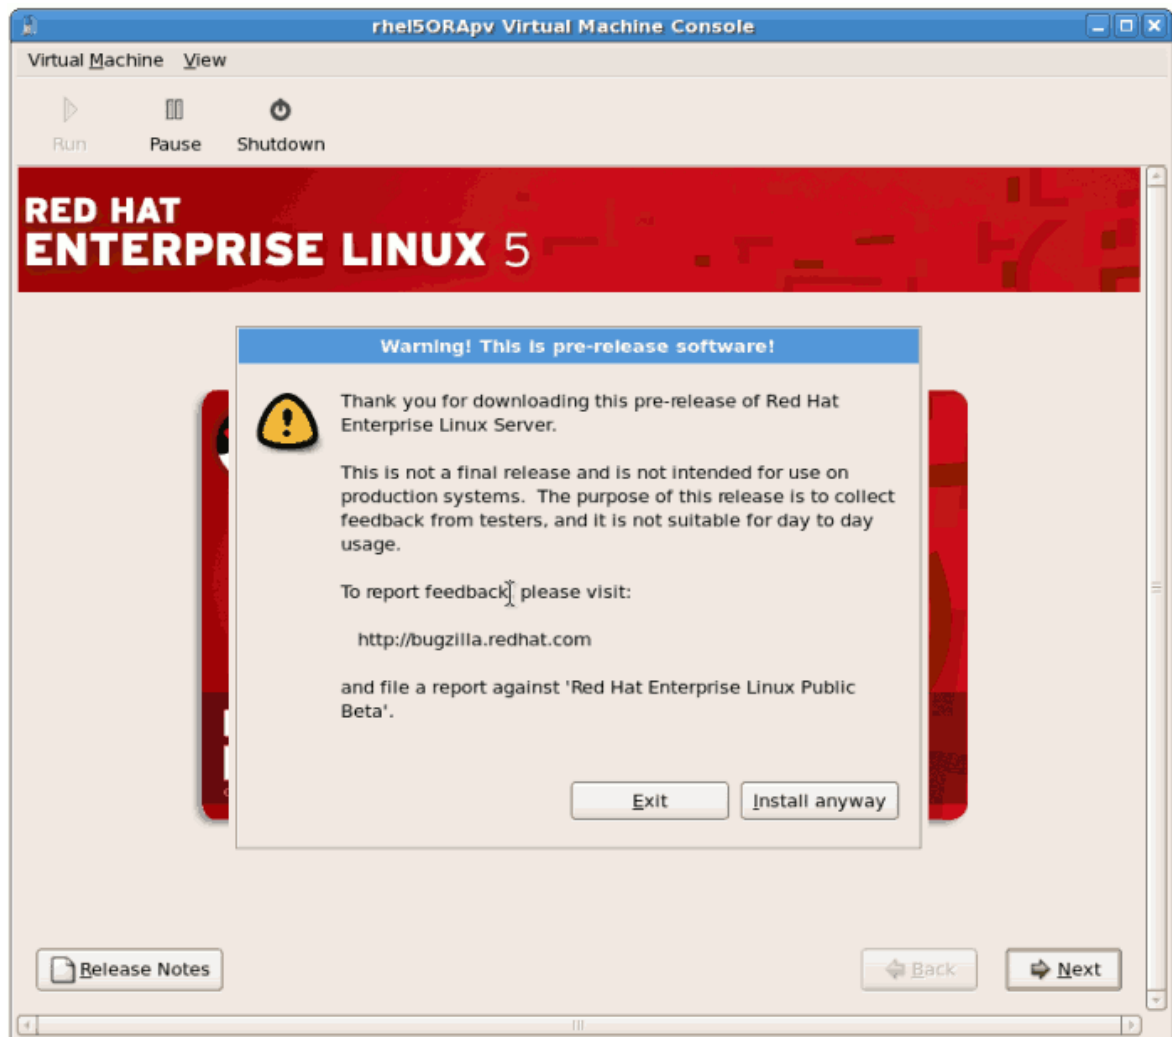 rhel5ORApv Virtual Machine Console
Virtual Machine View
Run Pause Shutdown
RED HAT
ENTERPRISE LINUX 5
Warning! This is pre-release software!
Thank you for downloading this pre-release of Red Hat
Enterprise Linux Server.
This is not a final release and is not intended for use on
production systems.  The purpose of this release is to collect
feedback from testers, and it is not suitable for day to day
usage.
To report feedback, please visit:
http://bugzilla.redhat.com
and file a report against 'Red Hat Enterprise Linux Public
Beta'.
Exit Install anyway
Release Notes Back Next